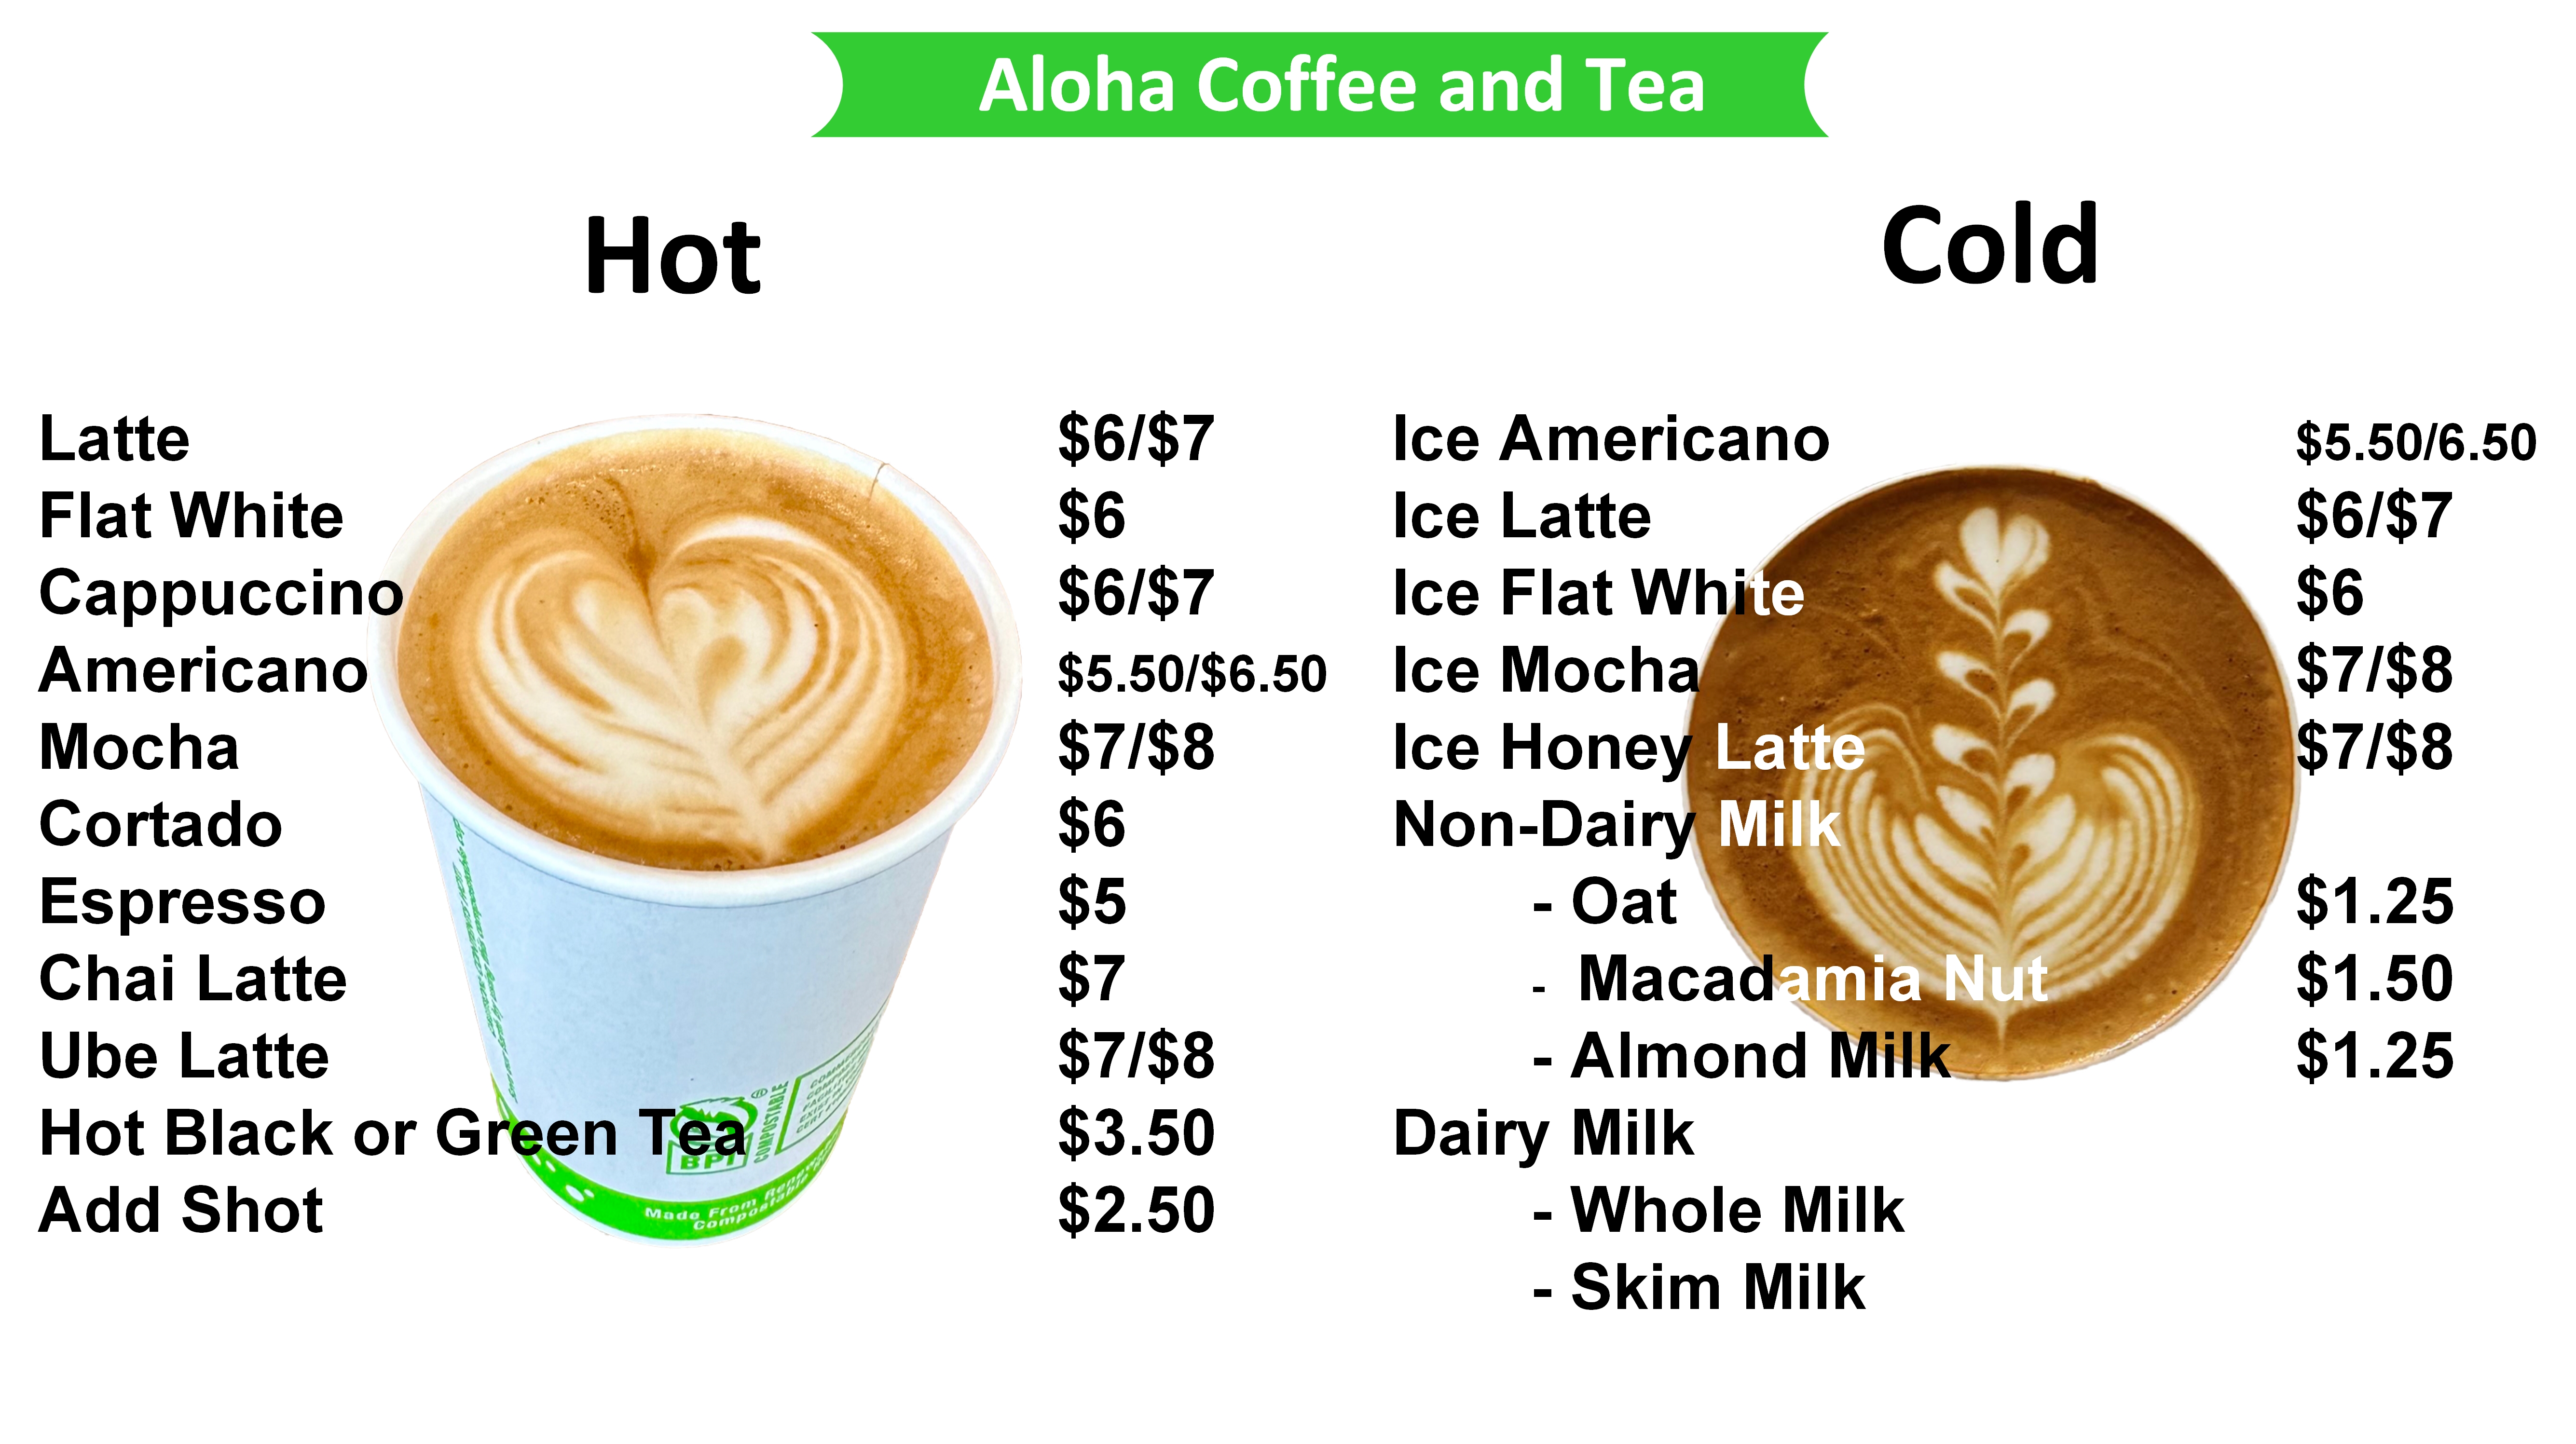 Aloha Coffee and Tea
Hot
Latte $6/$7
Flat White $6
Cappuccino $6/$7
Americano $5.50/$6.50
Mocha $7/$8
Cortado $6
Espresso $5
Chai Latte $7
Ube Latte $7/$8
Hot Black or Green Tea $3.50
Add Shot $2.50
BPI®
COMPOSTABLE
Made From
Cold
Ice Americano $5.50/6.50
Ice Latte $6/$7
Ice Flat White $6
Ice Mocha $7/$8
Ice Honey Latte $7/$8
Non-Dairy Milk
- Oat $1.25
- Macadamia Nut $1.50
- Almond Milk $1.25
Dairy Milk
- Whole Milk
- Skim Milk